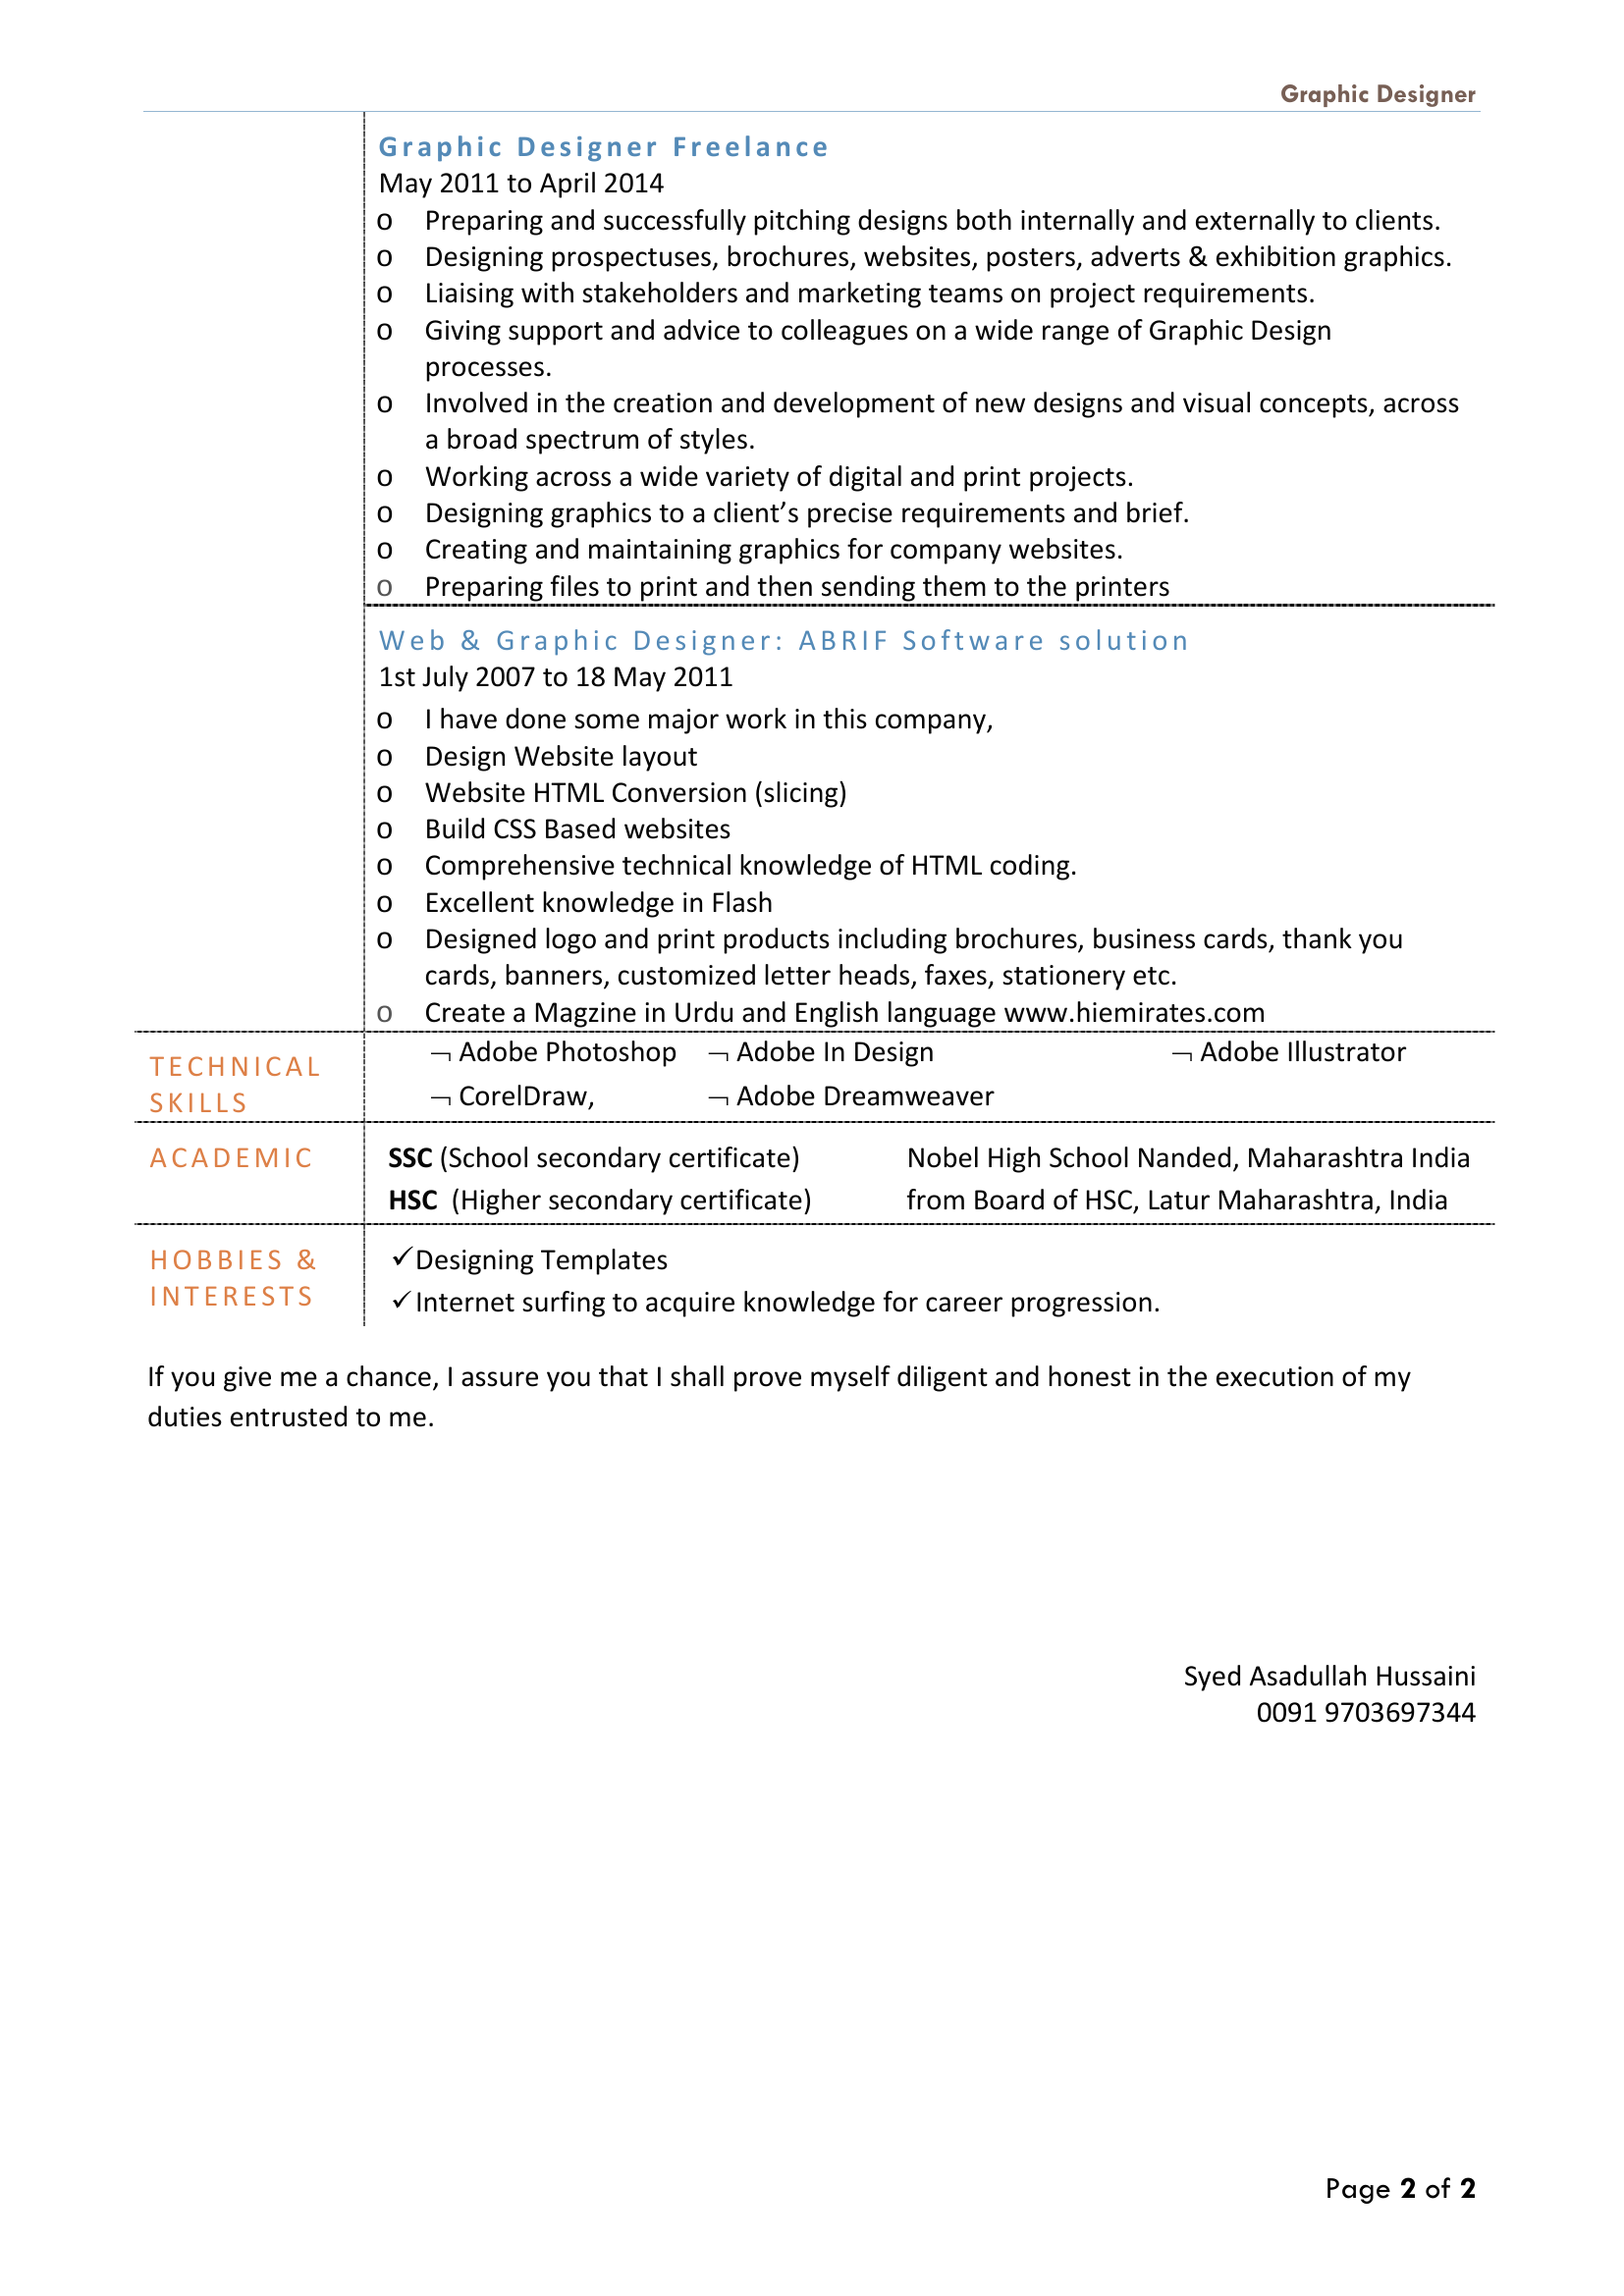 Graphic Designer
Graphic Designer Freelance
May 2011 to April 2014
o Preparing and successfully pitching designs both internally and externally to clients.
o Designing prospectuses, brochures, websites, posters, adverts & exhibition graphics.
o Liaising with stakeholders and marketing teams on project requirements.
o Giving support and advice to colleagues on a wide range of Graphic Design
processes.
o Involved in the creation and development of new designs and visual concepts, across
a broad spectrum of styles.
o Working across a wide variety of digital and print projects.
o Designing graphics to a client’s precise requirements and brief.
o Creating and maintaining graphics for company websites.
o Preparing files to print and then sending them to the printers
Web & Graphic Designer: ABRIF Software solution
1st July 2007 to 18 May 2011
o I have done some major work in this company,
o Design Website layout
o Website HTML Conversion (slicing)
o Build CSS Based websites
o Comprehensive technical knowledge of HTML coding.
o Excellent knowledge in Flash
o Designed logo and print products including brochures, business cards, thank you
cards, banners, customized letter heads, faxes, stationery etc.
o Create a Magzine in Urdu and English language www.hiemirates.com
TECHNICAL
SKILLS
¬ Adobe Photoshop ¬ Adobe In Design ¬ Adobe Illustrator
¬ CorelDraw, ¬ Adobe Dreamweaver
ACADEMIC
SSC (School secondary certificate) Nobel High School Nanded, Maharashtra India
HSC (Higher secondary certificate) from Board of HSC, Latur Maharashtra, India
HOBBIES &
INTERESTS
✓Designing Templates
✓Internet surfing to acquire knowledge for career progression.
If you give me a chance, I assure you that I shall prove myself diligent and honest in the execution of my
duties entrusted to me.
Syed Asadullah Hussaini
0091 9703697344
Page 2 of 2